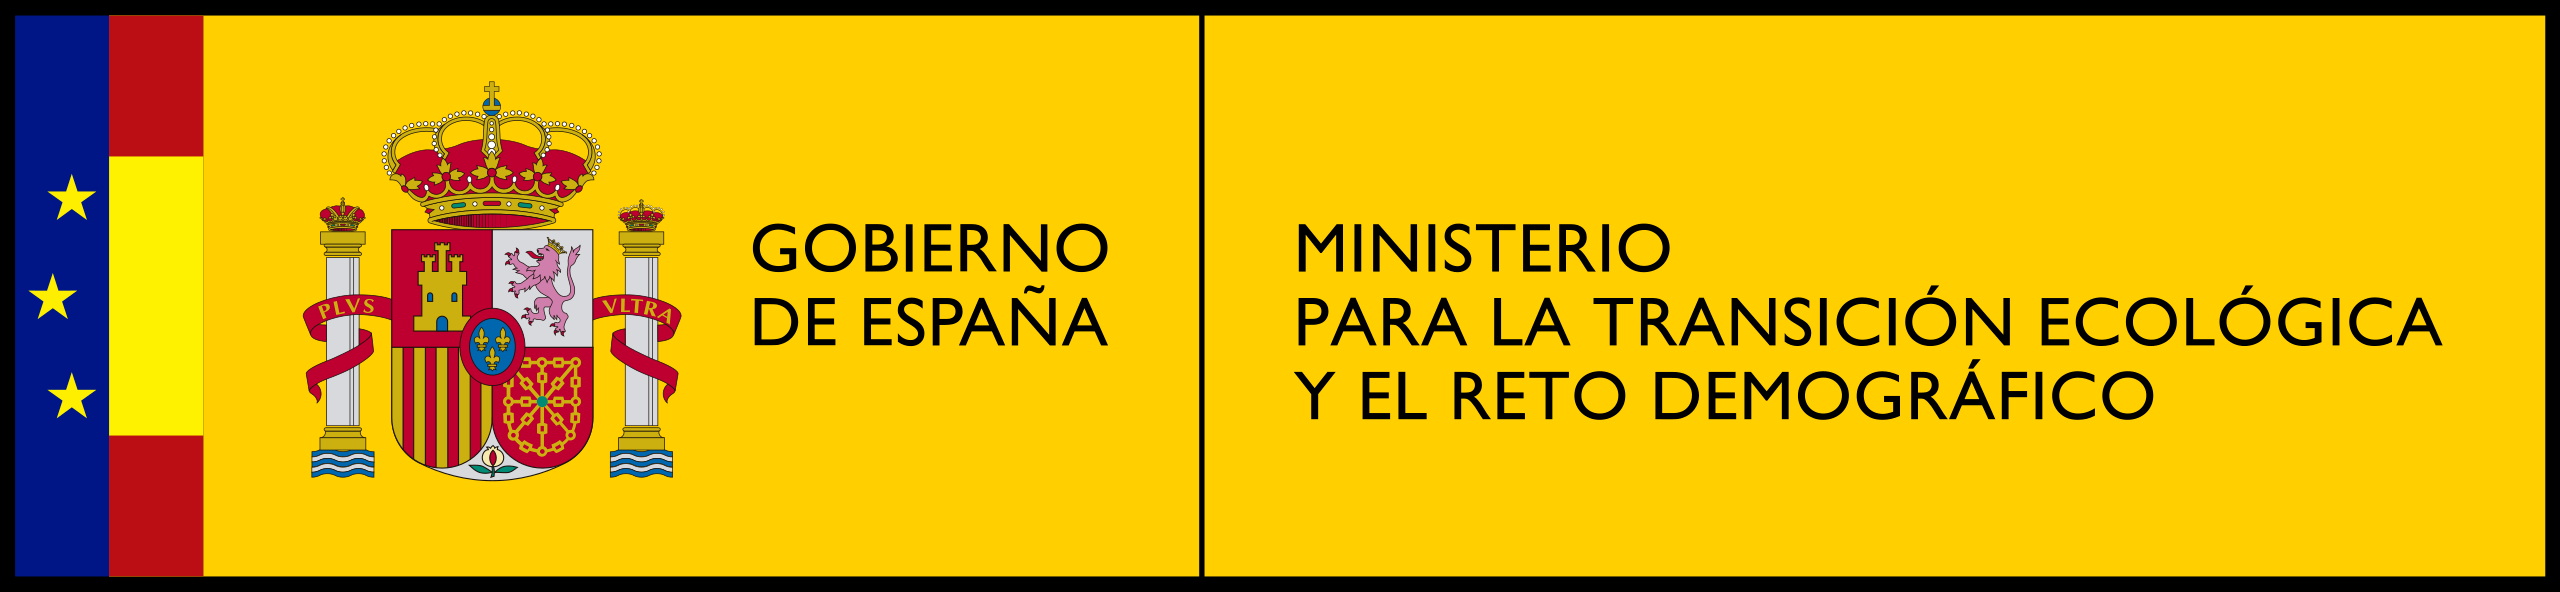 PLVS
VLTRA
GOBIERNO
DE ESPAÑA
MINISTERIO
PARA LA TRANSICIÓN ECOLÓGICA
Y EL RETO DEMOGRÁFICO